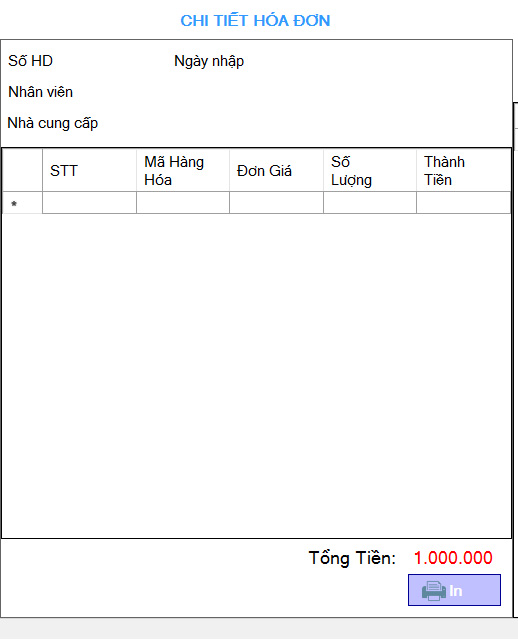 CHI TIẾT HÓA ĐƠN
Số HD Ngày nhập
Nhân viên
Nhà cung cấp
STT Mã Hàng Hóa Đơn Giá Số Lượng Thành Tiền
*
Tổng Tiền: 1.000.000
In